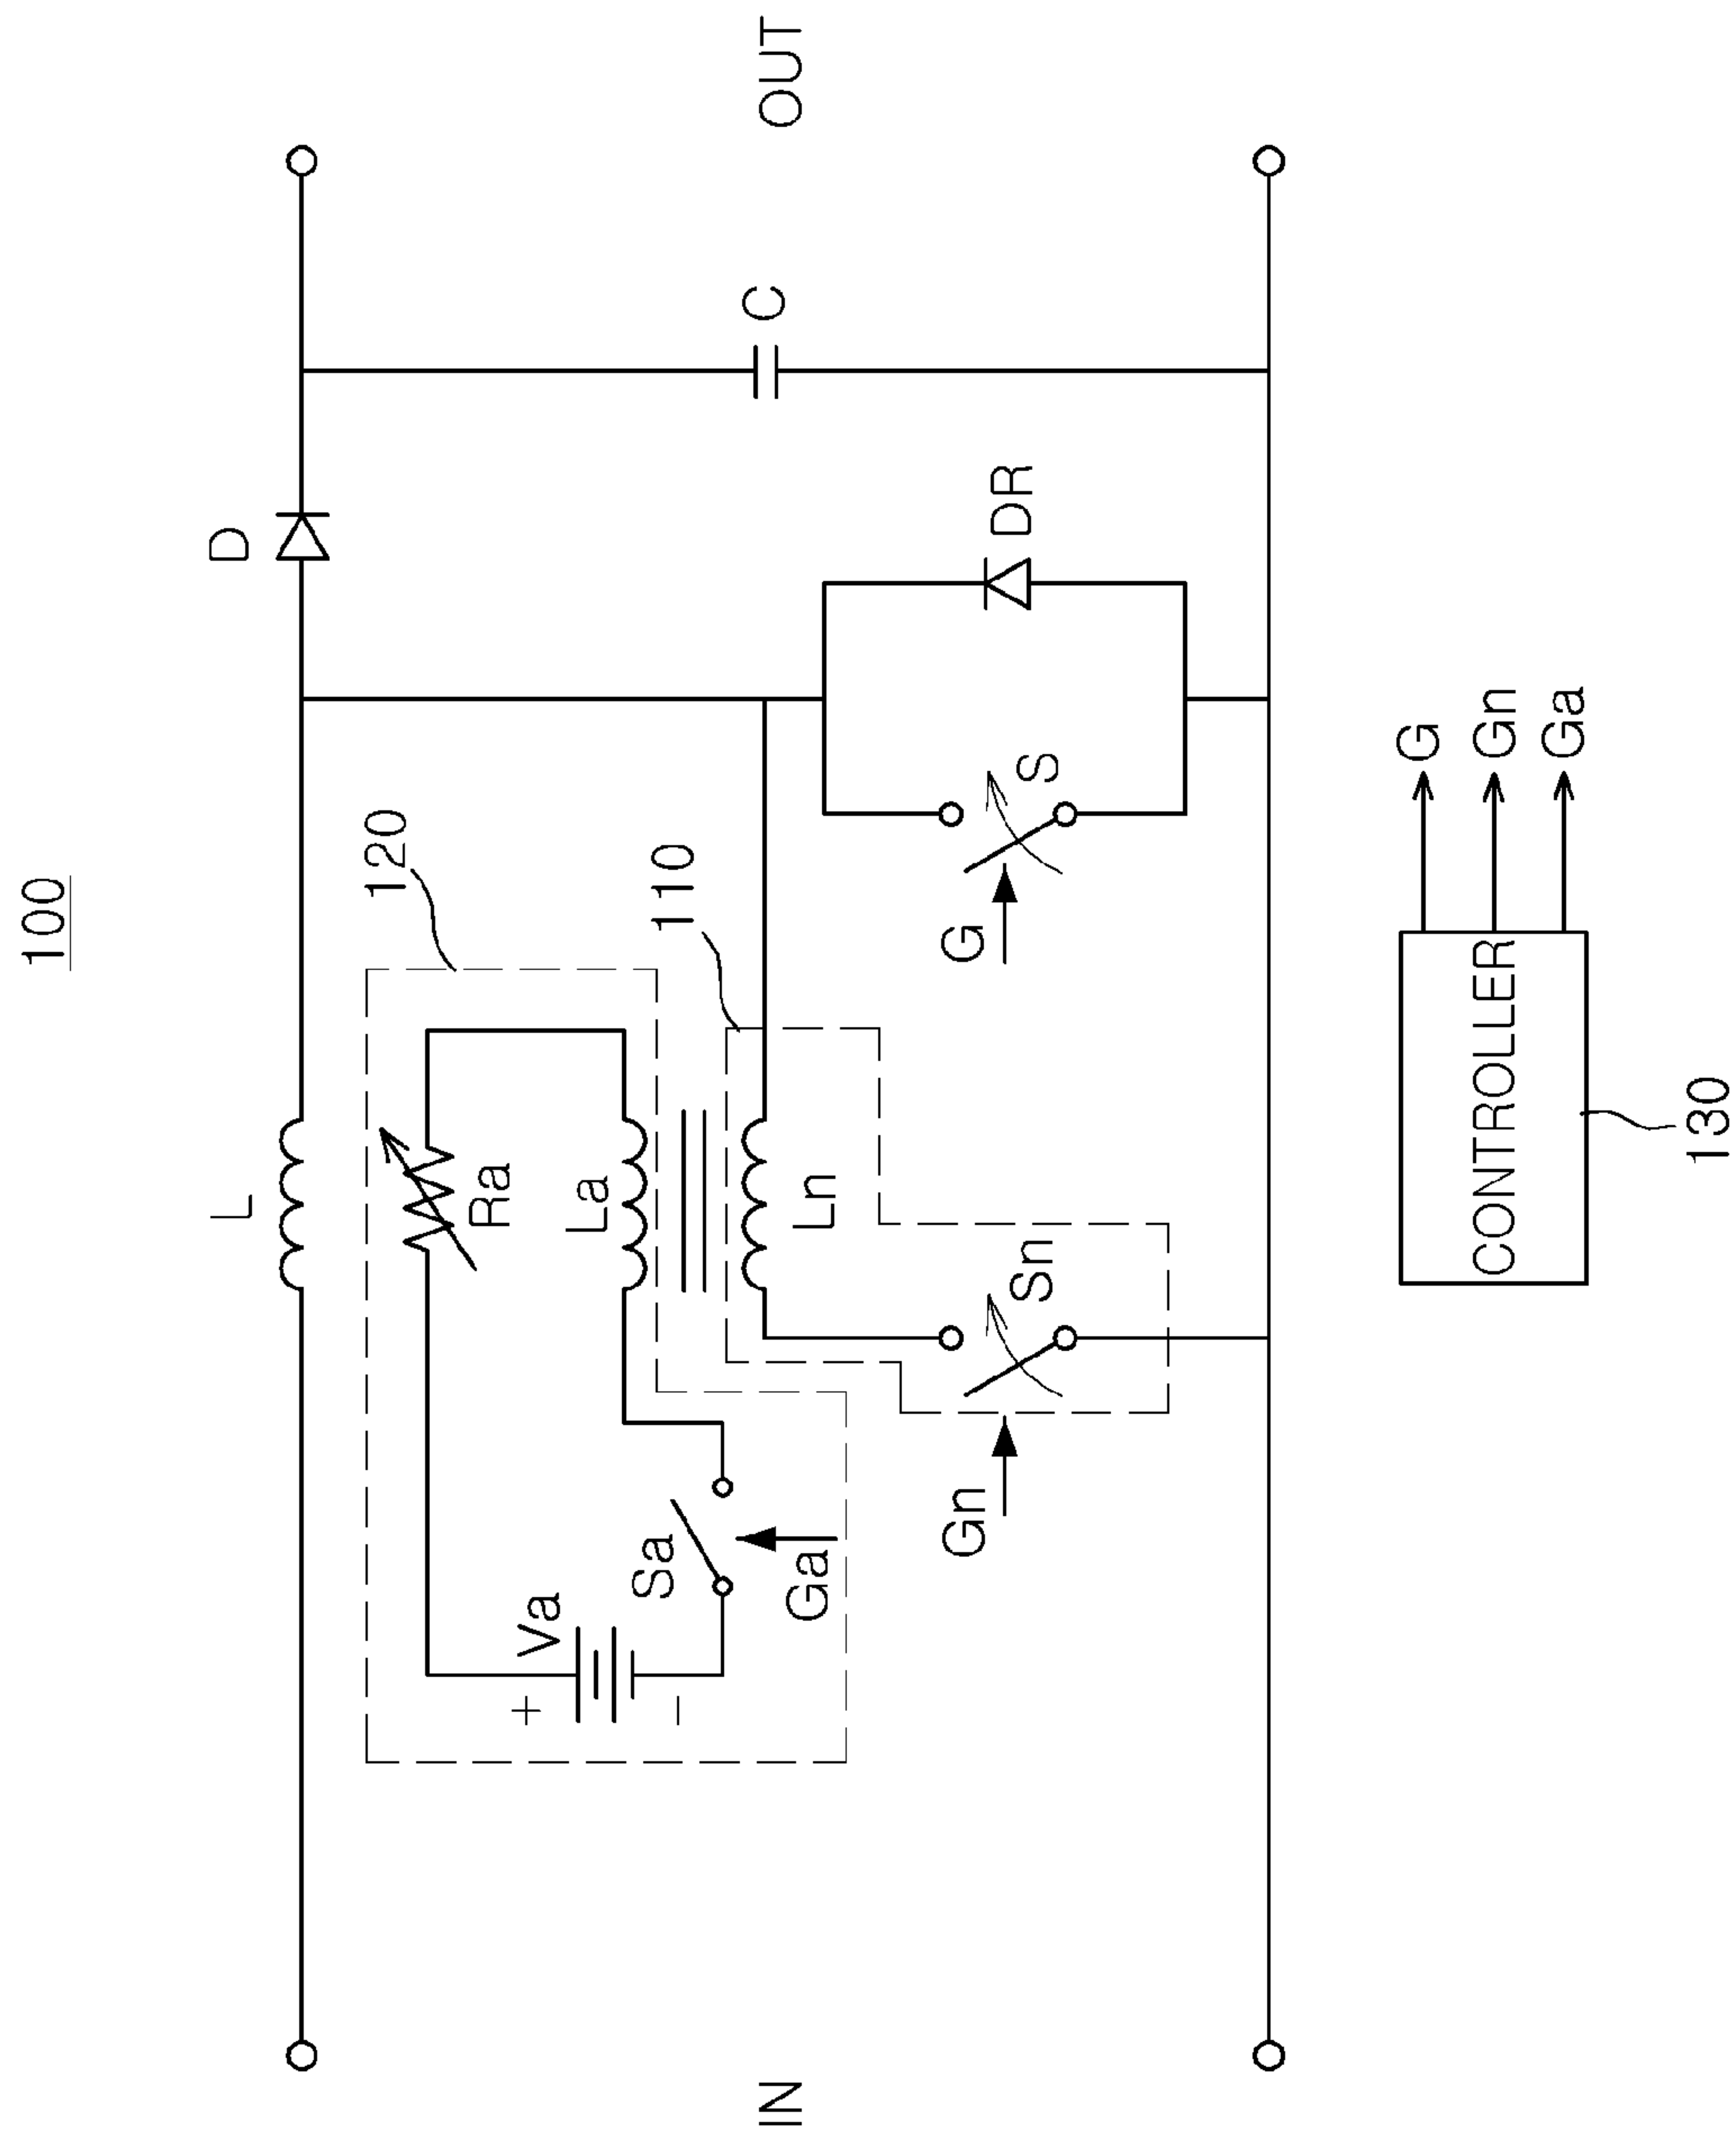 100
L
D
120
Ra
Va
+
−
La
Sa
Ga
110
Ln
C
IN
OUT
Gn
Sn
G
S
DR
CONTROLLER
G
Gn
Ga
130